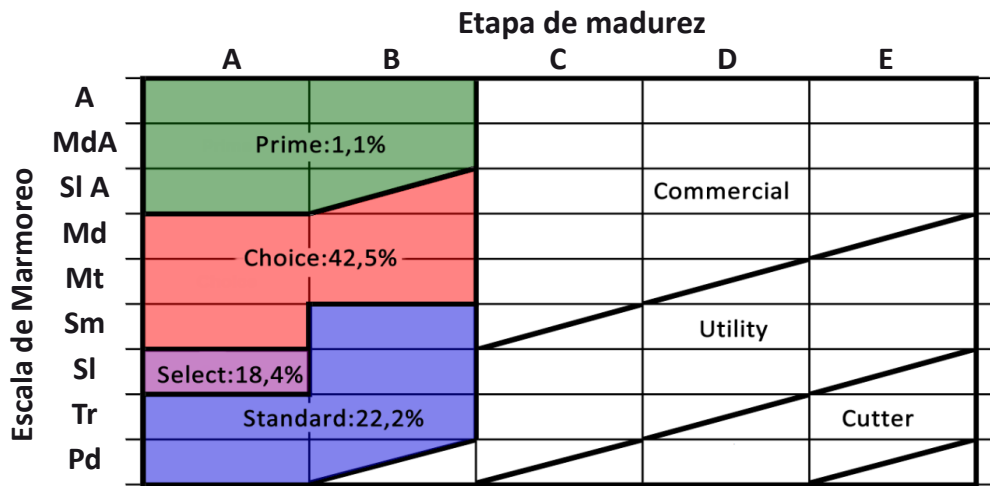 Etapa de madurez
A B C D E
Escala de Marmoreo
A
MdA
Prime:1,1%
Sl A
Commercial
Md
Choice:42,5%
Mt
Sm
Utility
Sl
Select:18,4%
Tr
Standard:22,2%
Cutter
Pd